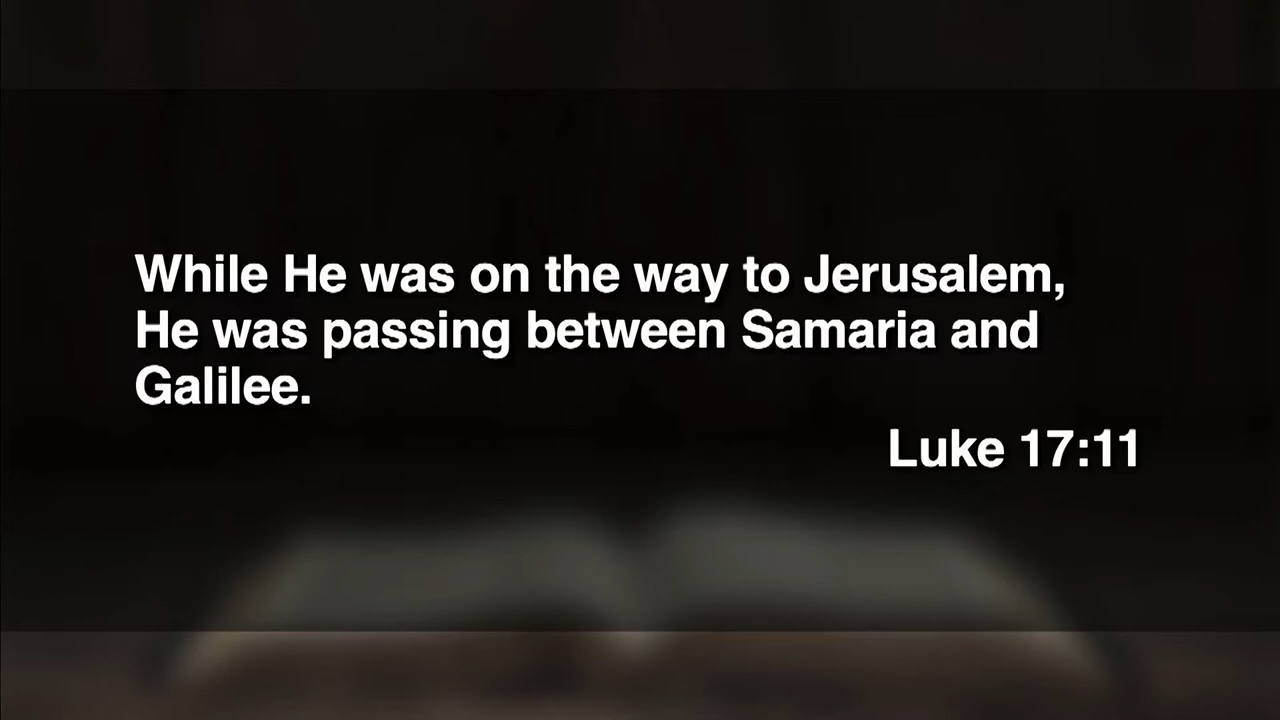 While He was on the way to Jerusalem,
He was passing between Samaria and
Galilee.
Luke 17:11